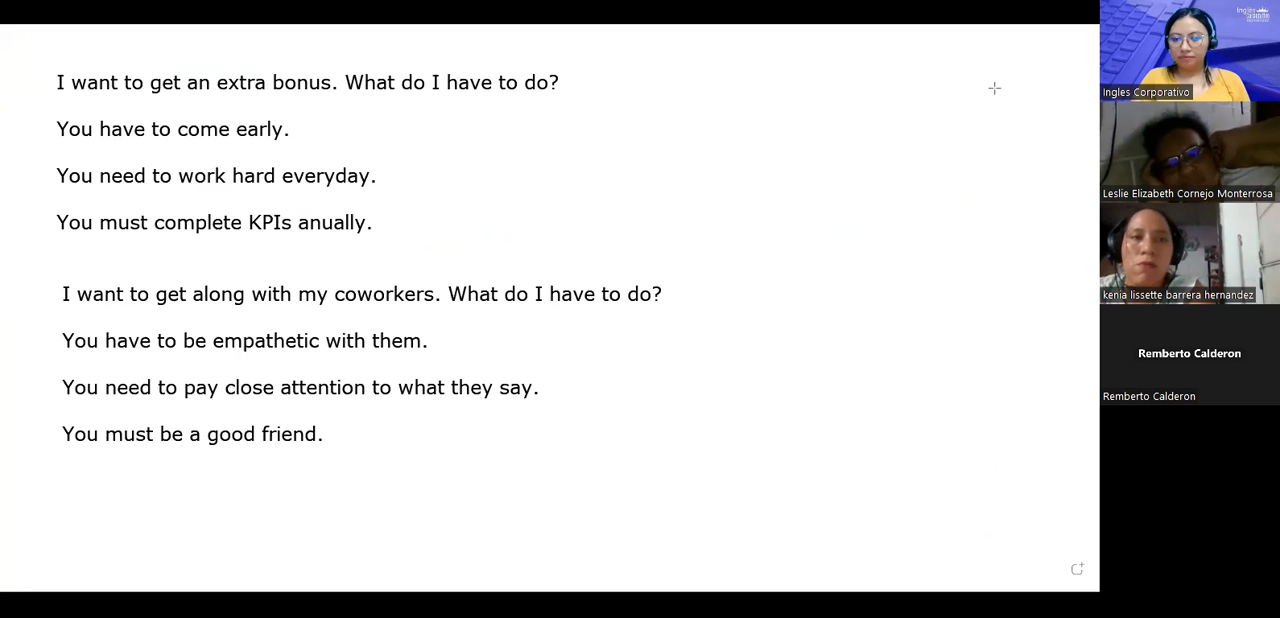 I want to get an extra bonus. What do I have to do?
You have to come early.
You need to work hard everyday.
You must complete KPIs anually.
I want to get along with my coworkers. What do I have to do?
You have to be empathetic with them.
You need to pay close attention to what they say.
You must be a good friend.
Ingles Corporativo
Leslie Elizabeth Cornejo Monterrosa
kenia lissette barrera hernandez
Remberto Calderon
Remberto Calderon